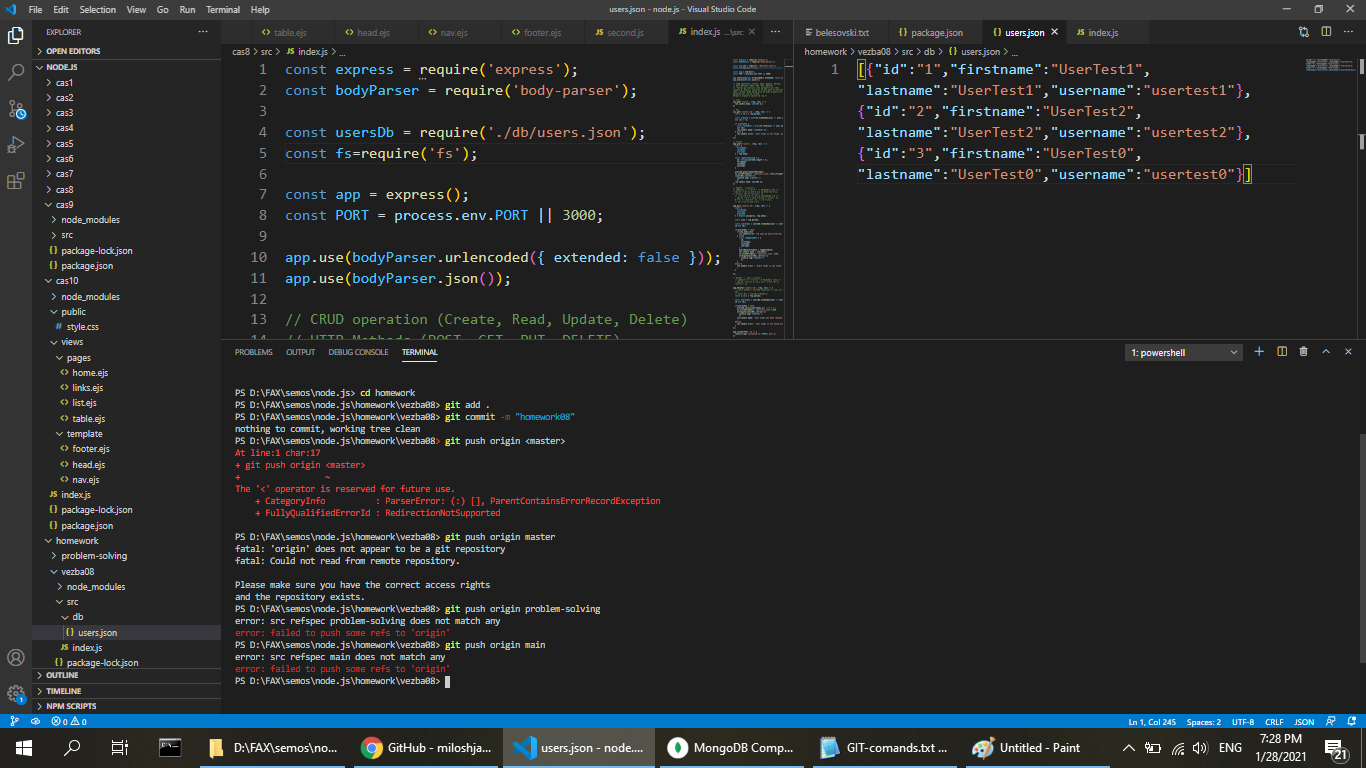 File Edit Selection View Go Run Terminal Help
users.json - node.js - Visual Studio Code
EXPLORER
OPEN EDITORS
NODE.JS
cas1
cas2
cas3
cas4
cas5
cas6
cas7
cas8
cas9
node_modules
src
package-lock.json
package.json
cas10
node_modules
public
style.css
views
pages
home.ejs
links.ejs
list.ejs
table.ejs
template
footer.ejs
head.ejs
nav.ejs
index.js
package-lock.json
package.json
homework
problem-solving
vezba08
node_modules
src
db
users.json
index.js
package-lock.json
OUTLINE
TIMELINE
NPM SCRIPTS
table.ejs head.ejs nav.ejs footer.ejs second.js index.js ...\src
cas8 > src > index.js > ...
1 const express = require('express');
2 const bodyParser = require('body-parser');
3
4 const usersDb = require('./db/users.json');
5 const fs=require('fs');
6
7 const app = express();
8 const PORT = process.env.PORT || 3000;
9
10 app.use(bodyParser.urlencoded({ extended: false }));
11 app.use(bodyParser.json());
12
13 // CRUD operation (Create, Read, Update, Delete)
14 // HTTP Methods (POST, GET, PUT, DELETE)
belesovski.txt package.json users.json index.js
homework > vezba08 > src > db > users.json > ...
1 [{"id":"1","firstname":"UserTest1",
"lastname":"UserTest1","username":"usertest1"},
{"id":"2","firstname":"UserTest2",
"lastname":"UserTest2","username":"usertest2"},
{"id":"3","firstname":"UserTest0",
"lastname":"UserTest0","username":"usertest0"}]
PROBLEMS OUTPUT DEBUG CONSOLE TERMINAL
1: powershell
PS D:\FAX\semos\node.js> cd homework
PS D:\FAX\semos\node.js\homework\vezba08> git add .
PS D:\FAX\semos\node.js\homework\vezba08> git commit -m "homework08"
nothing to commit, working tree clean
PS D:\FAX\semos\node.js\homework\vezba08> git push origin <master>
At line:1 char:17
+ git push origin <master>
+ ~
The '<' operator is reserved for future use.
+ CategoryInfo : ParserError: (:) [], ParentContainsErrorRecordException
+ FullyQualifiedErrorId : RedirectionNotSupported
PS D:\FAX\semos\node.js\homework\vezba08> git push origin master
fatal: 'origin' does not appear to be a git repository
fatal: Could not read from remote repository.
Please make sure you have the correct access rights
and the repository exists.
PS D:\FAX\semos\node.js\homework\vezba08> git push origin problem-solving
error: src refspec problem-solving does not match any
error: failed to push some refs to 'origin'
PS D:\FAX\semos\node.js\homework\vezba08> git push origin main
error: src refspec main does not match any
error: failed to push some refs to 'origin'
PS D:\FAX\semos\node.js\homework\vezba08>
0 0
Ln 1, Col 245 Spaces: 2 UTF-8 CRLF JSON
D:\FAX\semos\no...
GitHub - miloshja...
users.json - node....
MongoDB Comp...
GIT-comands.txt ...
Untitled - Paint
ENG
7:28 PM
1/28/2021
21